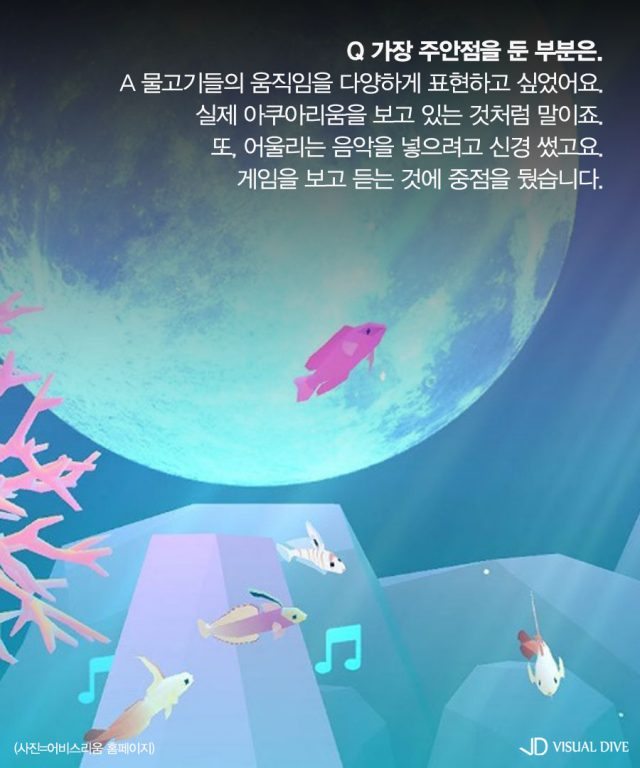 Q 가장 주안점을 둔 부분은.
A 물고기들의 움직임을 다양하게 표현하고 싶었어요.
실제 아쿠아리움을 보고 있는 것처럼 말이죠.
또, 어울리는 음악을 넣으려고 신경 썼고요.
게임을 보고 듣는 것에 중점을 뒀습니다.
(사진=어비스리움 홈페이지)
VISUAL DIVE